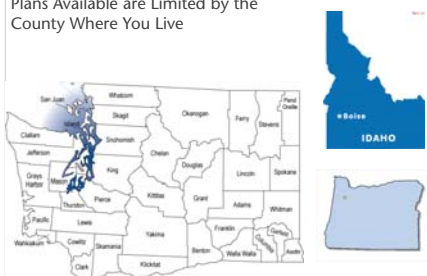 Plans Available are Limited by the
County Where You Live
San Juan
Whatcom
Island
Skagit
Okanogan
Ferry
Stevens
Pend
Oreille
Clallam
Snohomish
Jefferson
Chelan
Douglas
Lincoln
Spokane
Grays
Harbor
Mason
King
Kittitas
Grant
Thurston
Pierce
Adams
Whitman
Pacific
Lewis
Yakima
Franklin
Garfield
Wahkiakum
Cowlitz
Skamania
Benton
Walla Walla
Columbia
Asotin
Clark
Klickitat
Boise
IDAHO